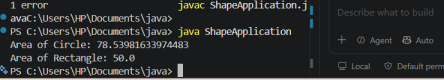 1 error javac ShapeApplication.j
avaC:\Users\HP\Documents\java>
PS C:\Users\HP\Documents\java> java ShapeApplication
Area of Circle: 78.53981633974483
Area of Rectangle: 50.0
PS C:\Users\HP\Documents\java>
Describe what to build
+ Agent Auto
Local Default perm